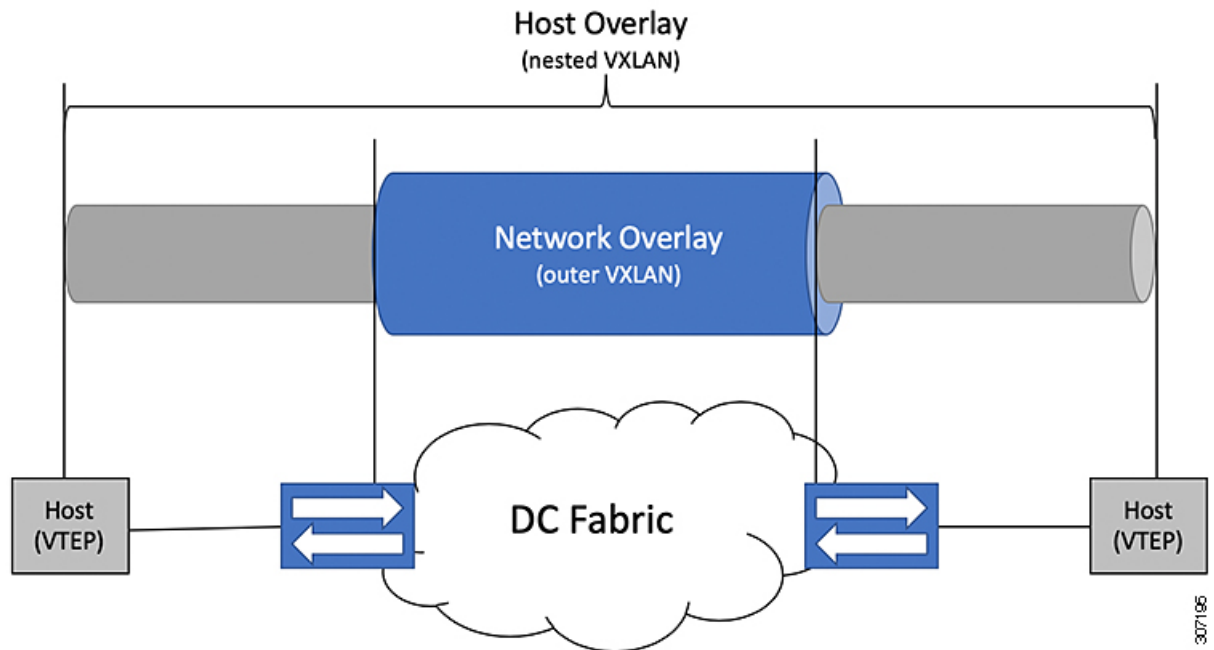 Host Overlay
(nested VXLAN)
Network Overlay
(outer VXLAN)
Host
(VTEP)
DC Fabric
Host
(VTEP)
307195